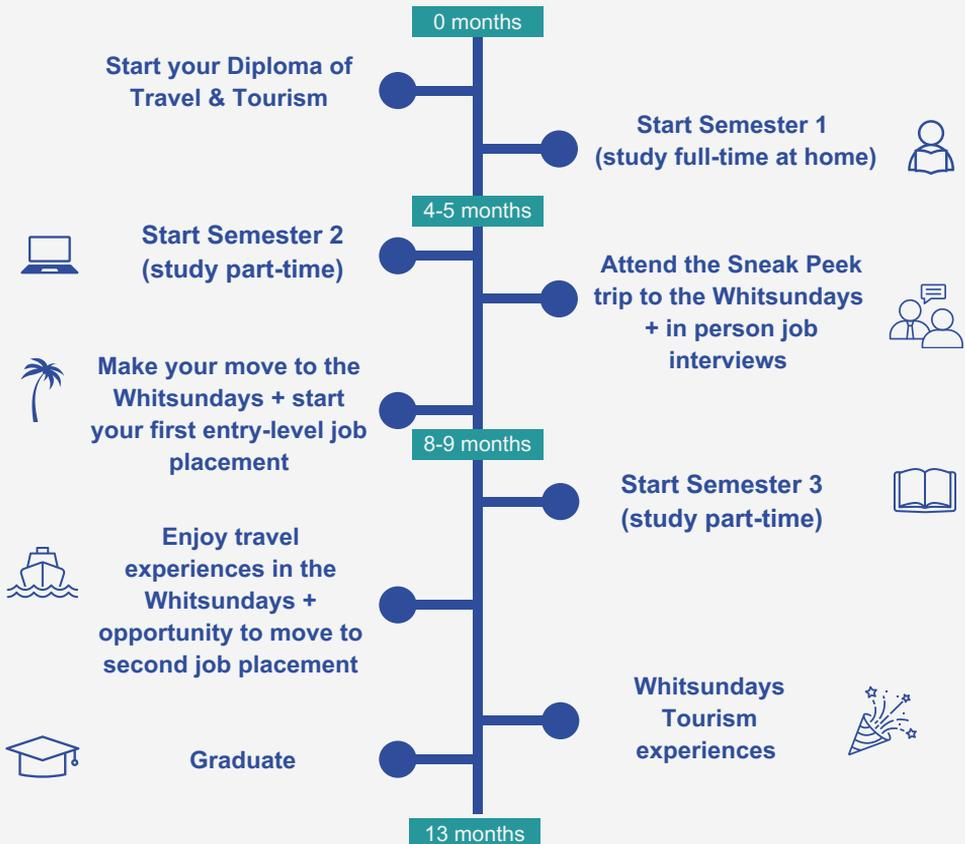 0 months
Start your Diploma of
Travel & Tourism
Start Semester 1
(study full-time at home)
4-5 months
Start Semester 2
(study part-time)
Attend the Sneak Peek
trip to the Whitsundays
+ in person job
interviews
Make your move to the
Whitsundays + start
your first entry-level job
placement
8-9 months
Start Semester 3
(study part-time)
Enjoy travel
experiences in the
Whitsundays +
opportunity to move to
second job placement
Whitsundays
Tourism
experiences
Graduate
13 months